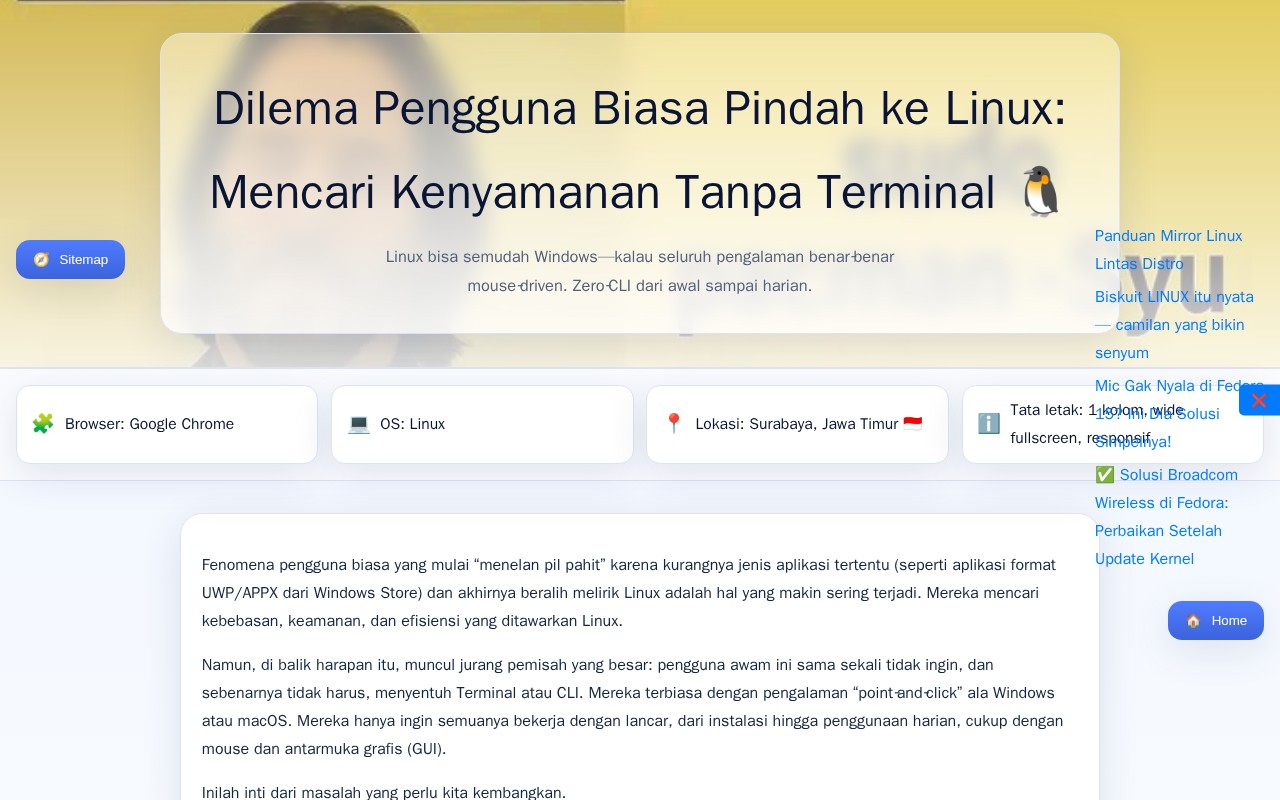 Dilema Pengguna Biasa Pindah ke Linux:
Mencari Kenyamanan Tanpa Terminal 🐧
Linux bisa semudah Windows—kalau seluruh pengalaman benar-benar
mouse-driven. Zero-CLI dari awal sampai harian.
yu
🧭 Sitemap
Panduan Mirror Linux
Lintas Distro
Biskuit LINUX itu nyata
— camilan yang bikin
senyum
Mic Gak Nyala di Fedora
15? Ini Dia Solusi
Simpelnya!
✅ Solusi Broadcom
Wireless di Fedora:
Perbaikan Setelah
Update Kernel
❌
🧩 Browser: Google Chrome
💻 OS: Linux
📍 Lokasi: Surabaya, Jawa Timur 🇮🇩
ℹ️ Tata letak: 1 kolom, wide
fullscreen, responsif
🏠 Home
Fenomena pengguna biasa yang mulai “menelan pil pahit” karena kurangnya jenis aplikasi tertentu (seperti aplikasi format
UWP/APPX dari Windows Store) dan akhirnya beralih melirik Linux adalah hal yang makin sering terjadi. Mereka mencari
kebebasan, keamanan, dan efisiensi yang ditawarkan Linux.
Namun, di balik harapan itu, muncul jurang pemisah yang besar: pengguna awam ini sama sekali tidak ingin, dan
sebenarnya tidak harus, menyentuh Terminal atau CLI. Mereka terbiasa dengan pengalaman “point-and-click” ala Windows
atau macOS. Mereka hanya ingin semuanya bekerja dengan lancar, dari instalasi hingga penggunaan harian, cukup dengan
mouse dan antarmuka grafis (GUI).
Inilah inti dari masalah yang perlu kita kembangkan.